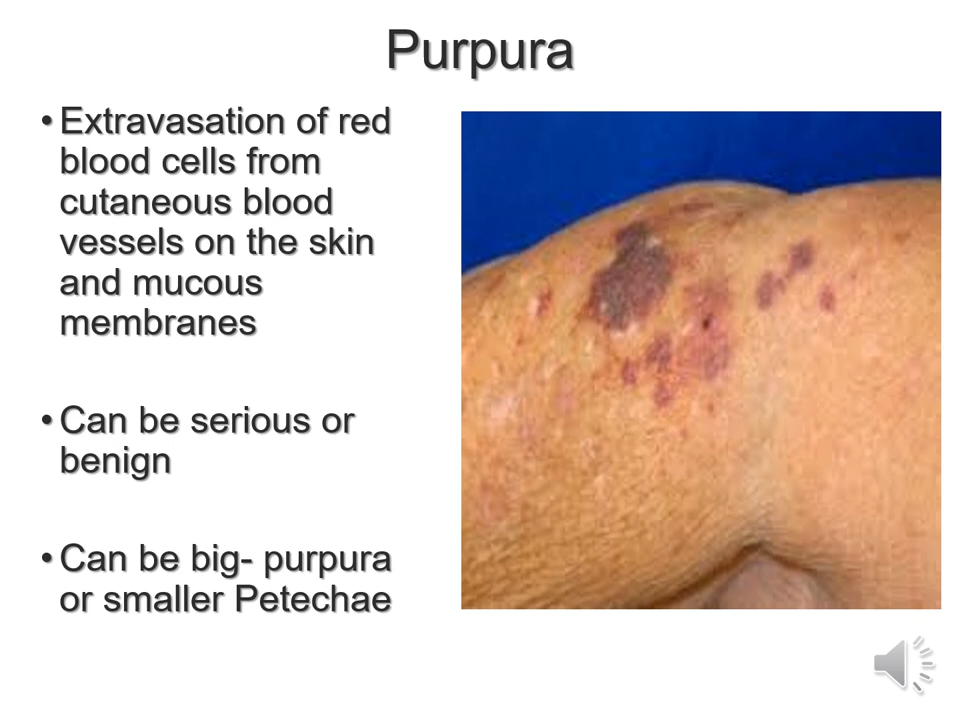 Purpura
• Extravasation of red
blood cells from
cutaneous blood
vessels on the skin
and mucous
membranes
• Can be serious or
benign
• Can be big- purpura
or smaller Petechae